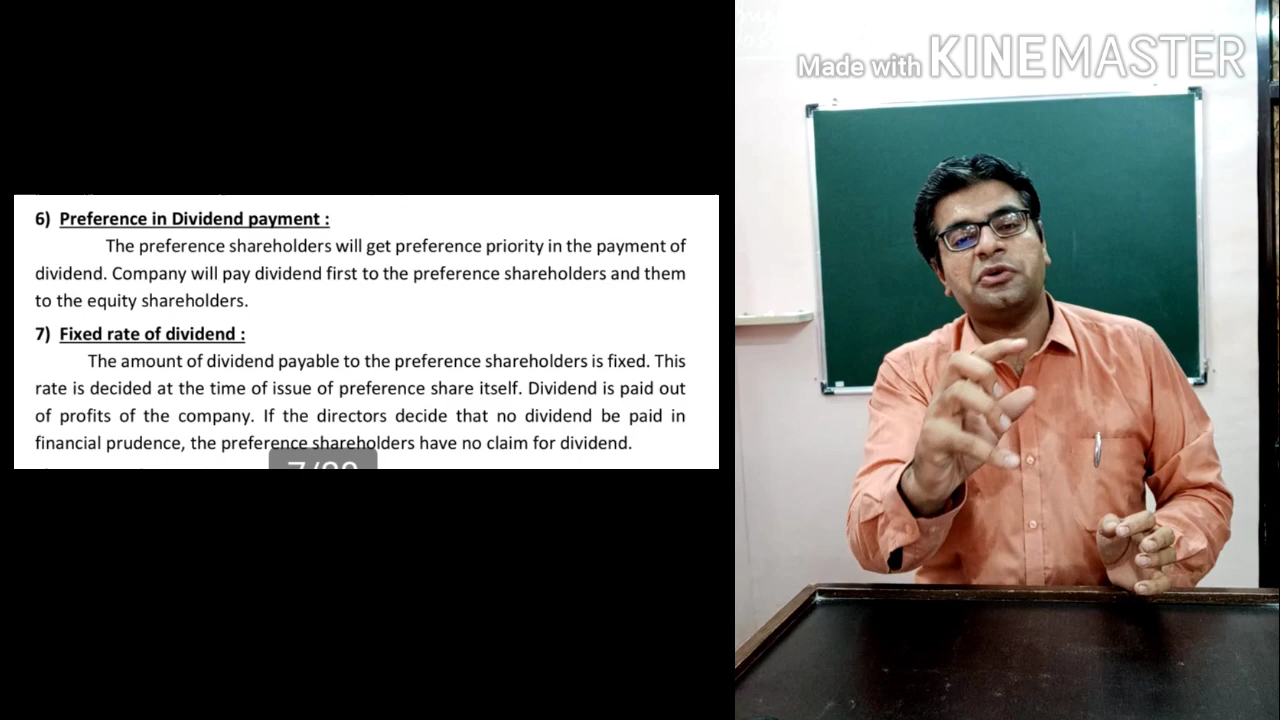 6) Preference in Dividend payment :
The preference shareholders will get preference priority in the payment of
dividend. Company will pay dividend first to the preference shareholders and them
to the equity shareholders.
7) Fixed rate of dividend :
The amount of dividend payable to the preference shareholders is fixed. This
rate is decided at the time of issue of preference share itself. Dividend is paid out
of profits of the company. If the directors decide that no dividend be paid in
financial prudence, the preference shareholders have no claim for dividend.
Made with KINEMASTER